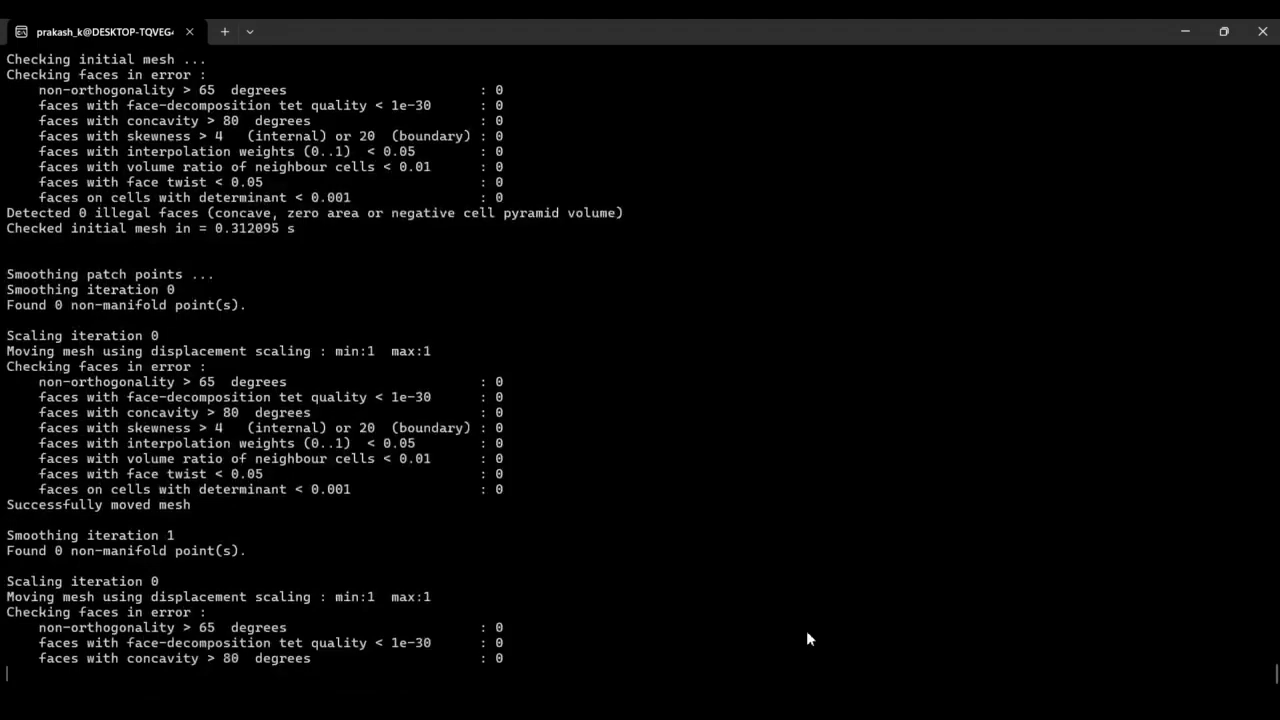 prakash_k@DESKTOP-TQVEG4
Checking initial mesh ...
Checking faces in error :
    non-orthogonality > 65  degrees                        : 0
    faces with face-decomposition tet quality < 1e-30      : 0
    faces with concavity > 80  degrees                     : 0
    faces with skewness > 4   (internal) or 20  (boundary) : 0
    faces with interpolation weights (0..1)  < 0.05        : 0
    faces with volume ratio of neighbour cells < 0.01      : 0
    faces with face twist < 0.05                           : 0
    faces on cells with determinant < 0.001                : 0
Detected 0 illegal faces (concave, zero area or negative cell pyramid volume)
Checked initial mesh in = 0.312095 s
Smoothing patch points ...
Smoothing iteration 0
Found 0 non-manifold point(s).
Scaling iteration 0
Moving mesh using displacement scaling : min:1  max:1
Checking faces in error :
    non-orthogonality > 65  degrees                        : 0
    faces with face-decomposition tet quality < 1e-30      : 0
    faces with concavity > 80  degrees                     : 0
    faces with skewness > 4   (internal) or 20  (boundary) : 0
    faces with interpolation weights (0..1)  < 0.05        : 0
    faces with volume ratio of neighbour cells < 0.01      : 0
    faces with face twist < 0.05                           : 0
    faces on cells with determinant < 0.001                : 0
Successfully moved mesh
Smoothing iteration 1
Found 0 non-manifold point(s).
Scaling iteration 0
Moving mesh using displacement scaling : min:1  max:1
Checking faces in error :
    non-orthogonality > 65  degrees                        : 0
    faces with face-decomposition tet quality < 1e-30      : 0
    faces with concavity > 80  degrees                     : 0